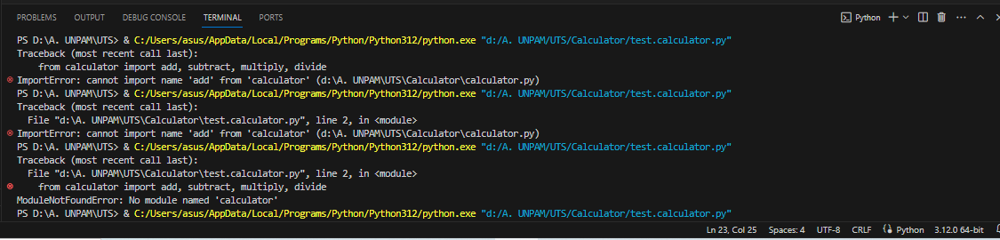 PROBLEMS OUTPUT DEBUG CONSOLE TERMINAL PORTS Python
PS D:\A. UNPAM\UTS> & C:/Users/asus/AppData/Local/Programs/Python/Python312/python.exe "d:/A. UNPAM/UTS/Calculator/test.calculator.py"
Traceback (most recent call last):
from calculator import add, subtract, multiply, divide
ImportError: cannot import name 'add' from 'calculator' (d:\A. UNPAM\UTS\Calculator\calculator.py)
PS D:\A. UNPAM\UTS> & C:/Users/asus/AppData/Local/Programs/Python/Python312/python.exe "d:/A. UNPAM/UTS/Calculator/test.calculator.py"
Traceback (most recent call last):
File "d:\A. UNPAM\UTS\Calculator\test.calculator.py", line 2, in <module>
ImportError: cannot import name 'add' from 'calculator' (d:\A. UNPAM\UTS\Calculator\calculator.py)
PS D:\A. UNPAM\UTS> & C:/Users/asus/AppData/Local/Programs/Python/Python312/python.exe "d:/A. UNPAM/UTS/Calculator/test.calculator.py"
Traceback (most recent call last):
File "d:\A. UNPAM\UTS\Calculator\test.calculator.py", line 2, in <module>
from calculator import add, subtract, multiply, divide
ModuleNotFoundError: No module named 'calculator'
PS D:\A. UNPAM\UTS> & C:/Users/asus/AppData/Local/Programs/Python/Python312/python.exe "d:/A. UNPAM/UTS/Calculator/test.calculator.py"
Ln 23, Col 25 Spaces: 4 UTF-8 CRLF Python 3.12.0 64-bit